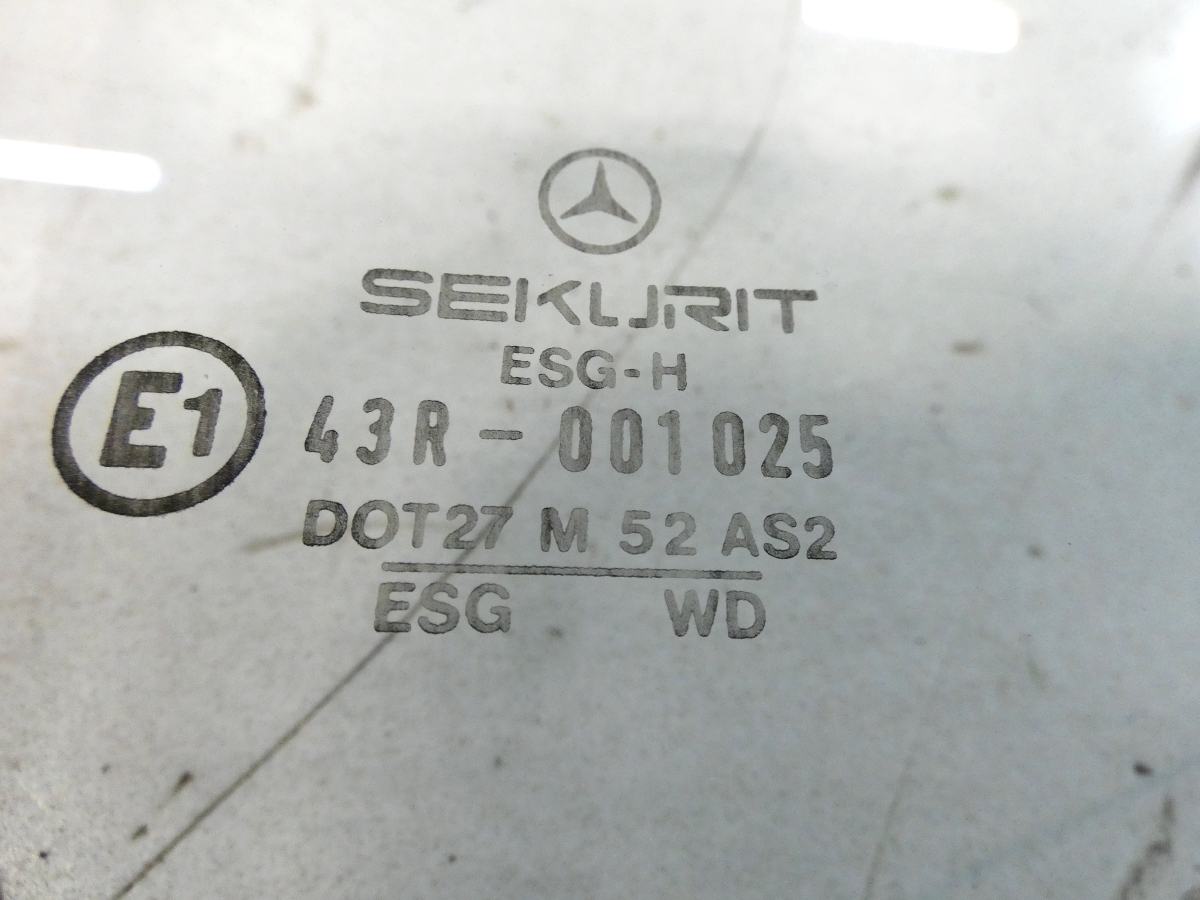 SEKURIT
ESG-H
E1 43R-001025
DOT27 M 52 AS2
ESG WD